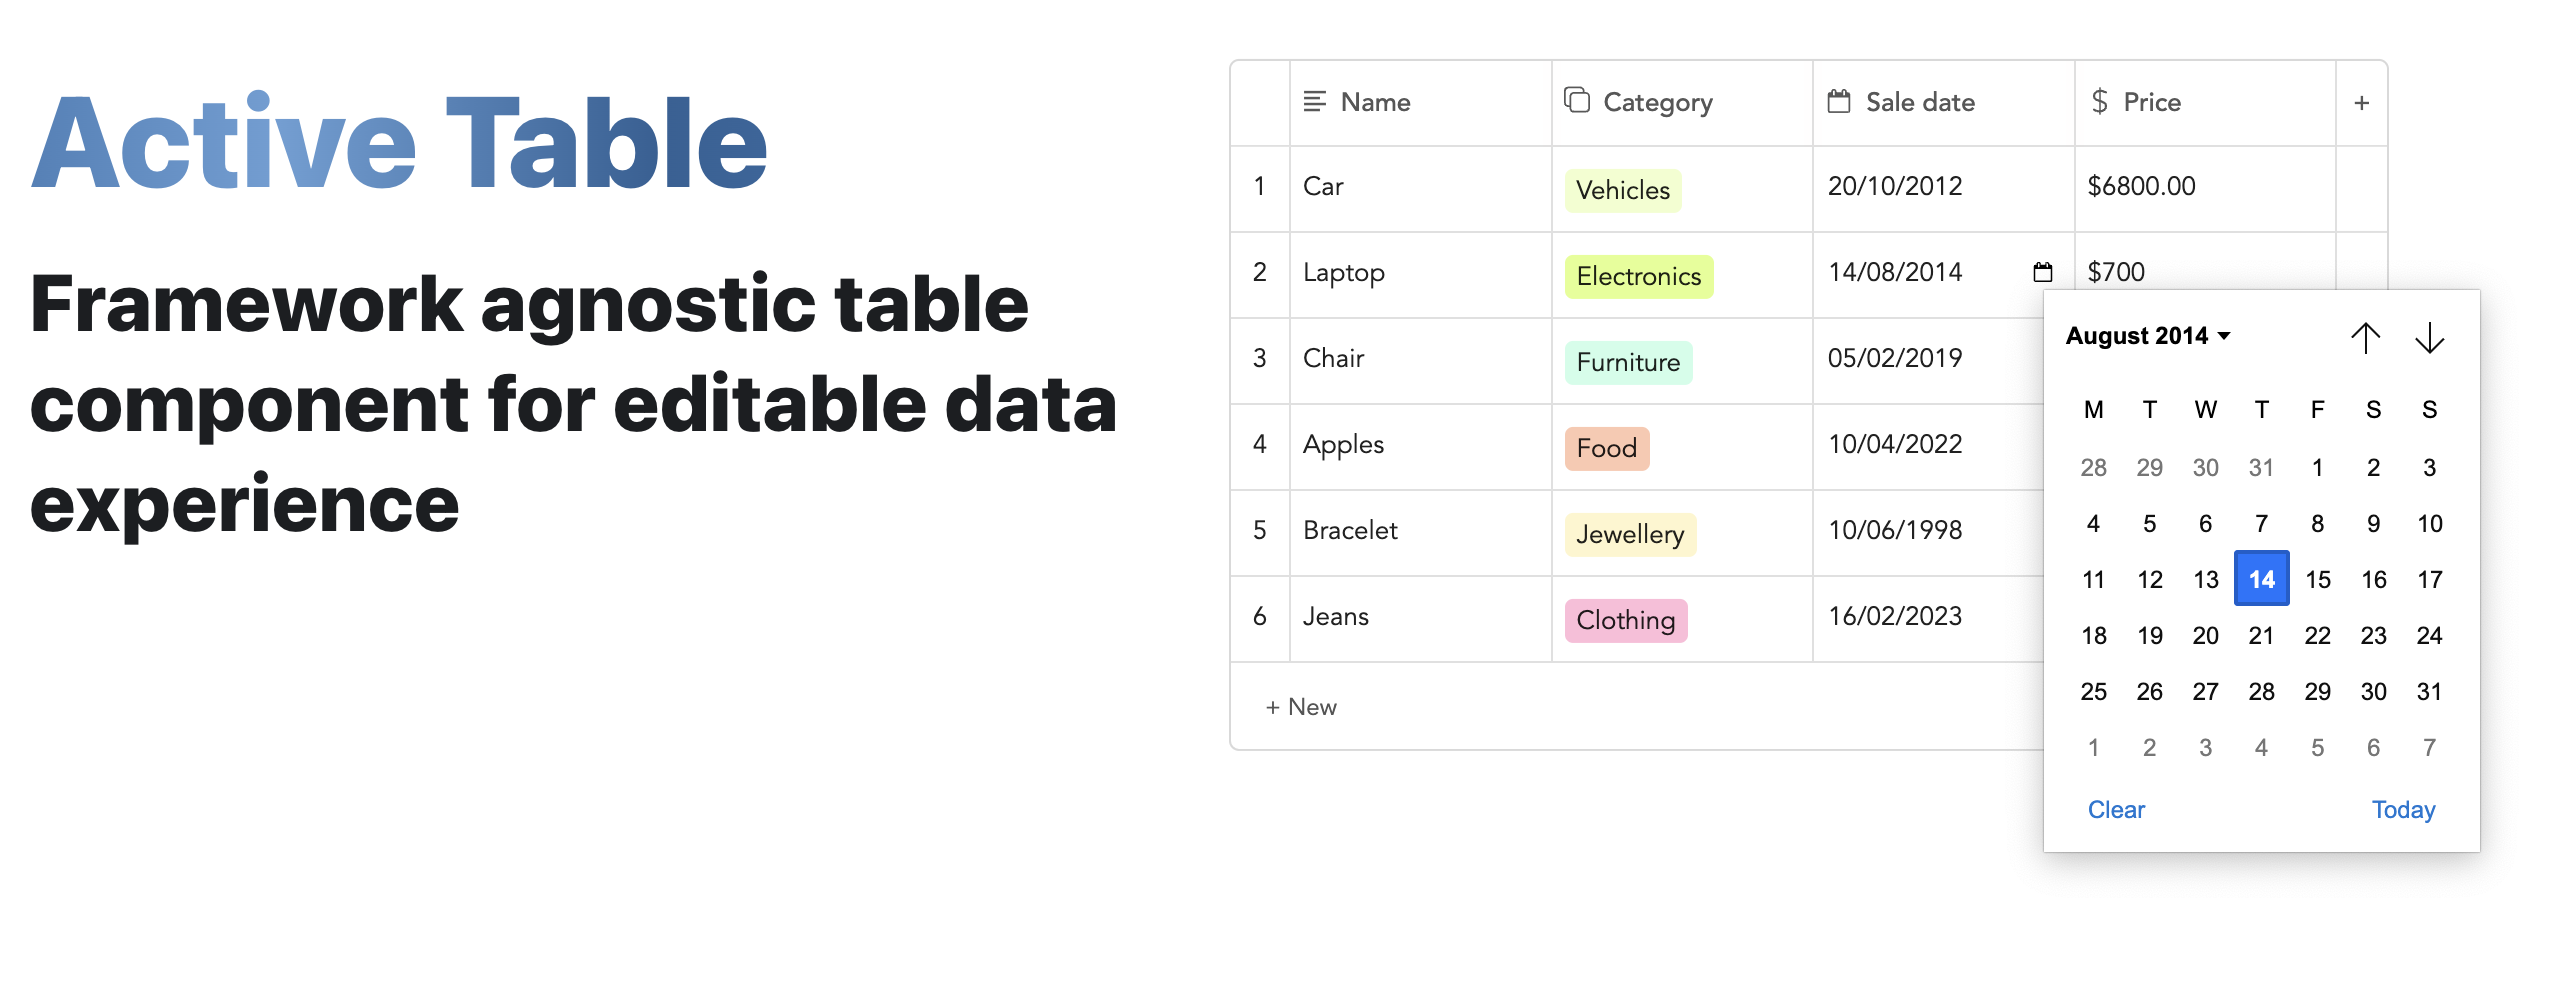 Active Table
Framework agnostic table
component for editable data
experience
Name Category Sale date $ Price +
1 Car Vehicles 20/10/2012 $6800.00
2 Laptop Electronics 14/08/2014 $700
3 Chair Furniture 05/02/2019
4 Apples Food 10/04/2022
5 Bracelet Jewellery 10/06/1998
6 Jeans Clothing 16/02/2023
+ New
August 2014
M T W T F S S
28 29 30 31 1 2 3
4 5 6 7 8 9 10
11 12 13 14 15 16 17
18 19 20 21 22 23 24
25 26 27 28 29 30 31
1 2 3 4 5 6 7
Clear Today